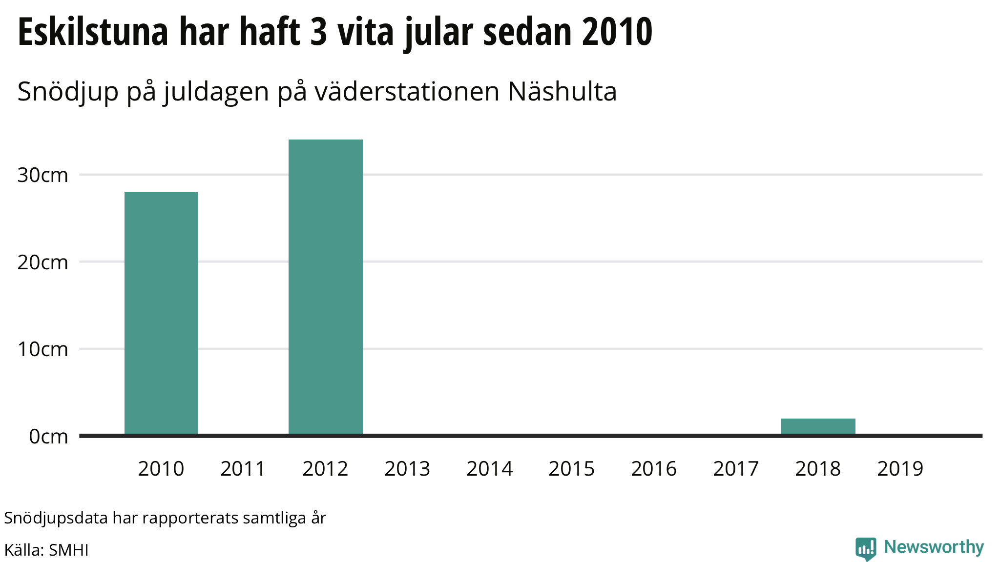 Eskilstuna har haft 3 vita jular sedan 2010
Snödjup på juldagen på väderstationen Näshulta
30cm
20cm
10cm
0cm
2010 2011 2012 2013 2014 2015 2016 2017 2018 2019
Snödjupsdata har rapporterats samtliga år
Källa: SMHI
Newsworthy